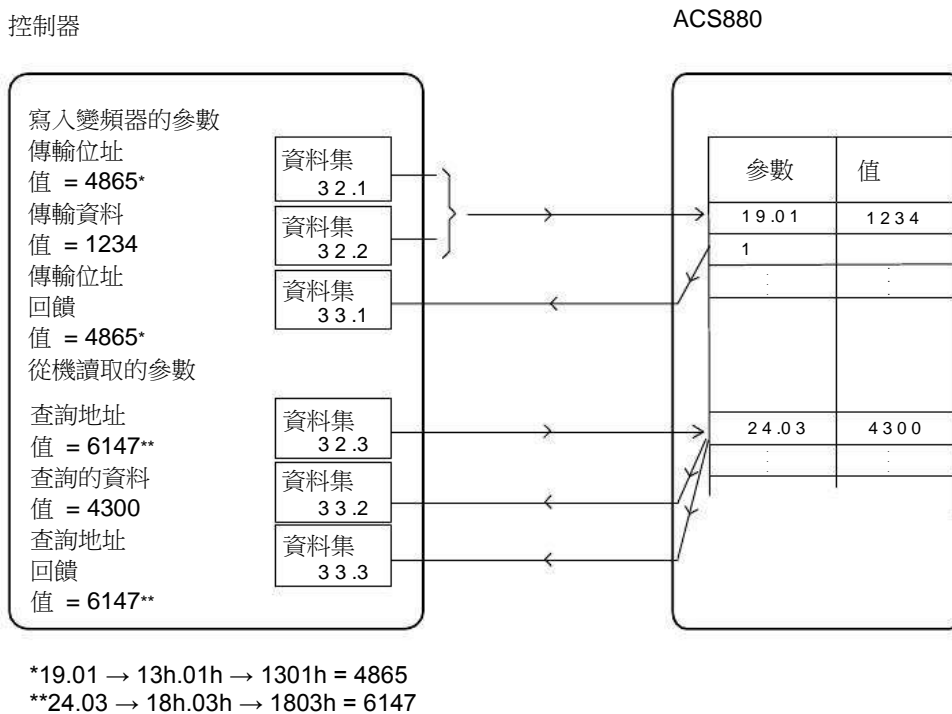 控制器
ACS880
寫入變頻器的參數
傳輸位址
值 = 4865*
傳輸資料
值 = 1234
傳輸位址
回饋
值 = 4865*
從機讀取的參數
查詢地址
值 = 6147**
查詢的資料
值 = 4300
查詢地址
回饋
值 = 6147**
資料集
32.1
資料集
32.2
資料集
33.1
資料集
32.3
資料集
33.2
資料集
33.3
參數 值
19.01 1234
1
24.03 4300
*19.01 → 13h.01h → 1301h = 4865
**24.03 → 18h.03h → 1803h = 6147